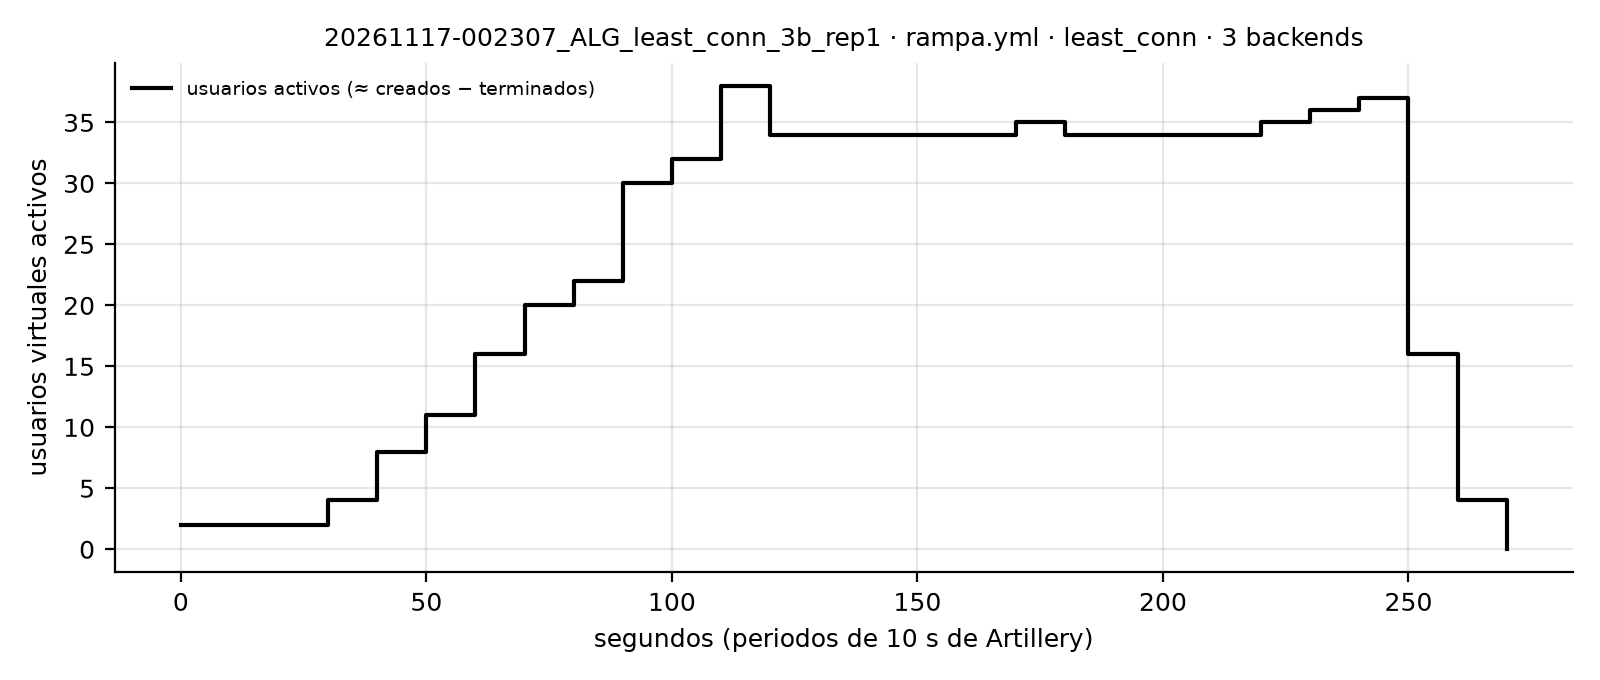 20261117-002307_ALG_least_conn_3b_rep1 · rampa.yml · least_conn · 3 backends
usuarios activos (≈ creados − terminados)
usuarios virtuales activos
35
30
25
20
15
10
5
0
0 50 100 150 200 250
segundos (periodos de 10 s de Artillery)